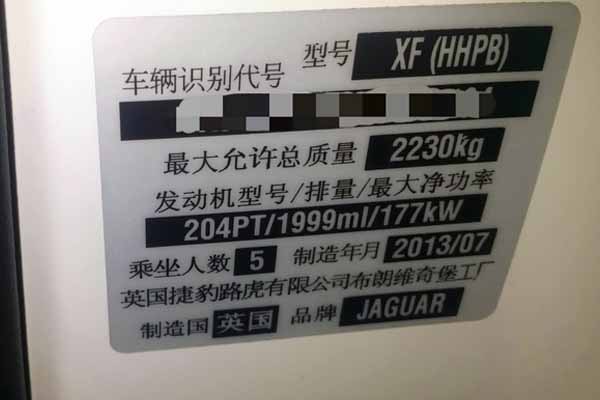 型号 XF (HHPB)
车辆识别代号
最大允许总质量 2230kg
发动机型号/排量/最大净功率
204PT/1999ml/177kW
乘坐人数 5 制造年月 2013/07
英国捷豹路虎有限公司布朗维奇堡工厂
制造国 英国 品牌 JAGUAR